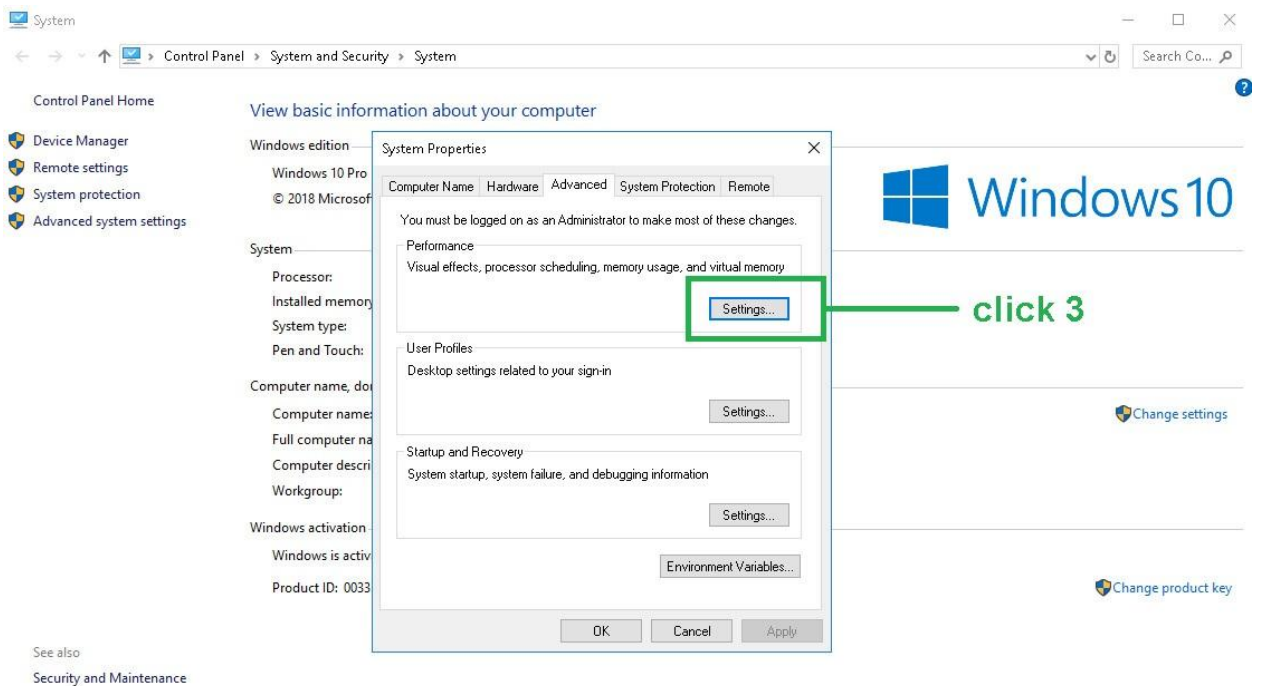 System
Control Panel > System and Security > System
Search Co...
Control Panel Home
Device Manager
Remote settings
System protection
Advanced system settings
See also
Security and Maintenance
View basic information about your computer
Windows edition
Windows 10 Pro
© 2018 Microsof
Windows 10
System
Processor:
Installed memory
System type:
Pen and Touch:
Computer name, do
Computer name:
Full computer na
Computer descri
Workgroup:
Change settings
Windows activation
Windows is activ
Product ID: 0033
Change product key
System Properties
Computer Name Hardware Advanced System Protection Remote
You must be logged on as an Administrator to make most of these changes.
Performance
Visual effects, processor scheduling, memory usage, and virtual memory
Settings...
click 3
User Profiles
Desktop settings related to your sign-in
Settings...
Startup and Recovery
System startup, system failure, and debugging information
Settings...
Environment Variables...
OK Cancel Apply